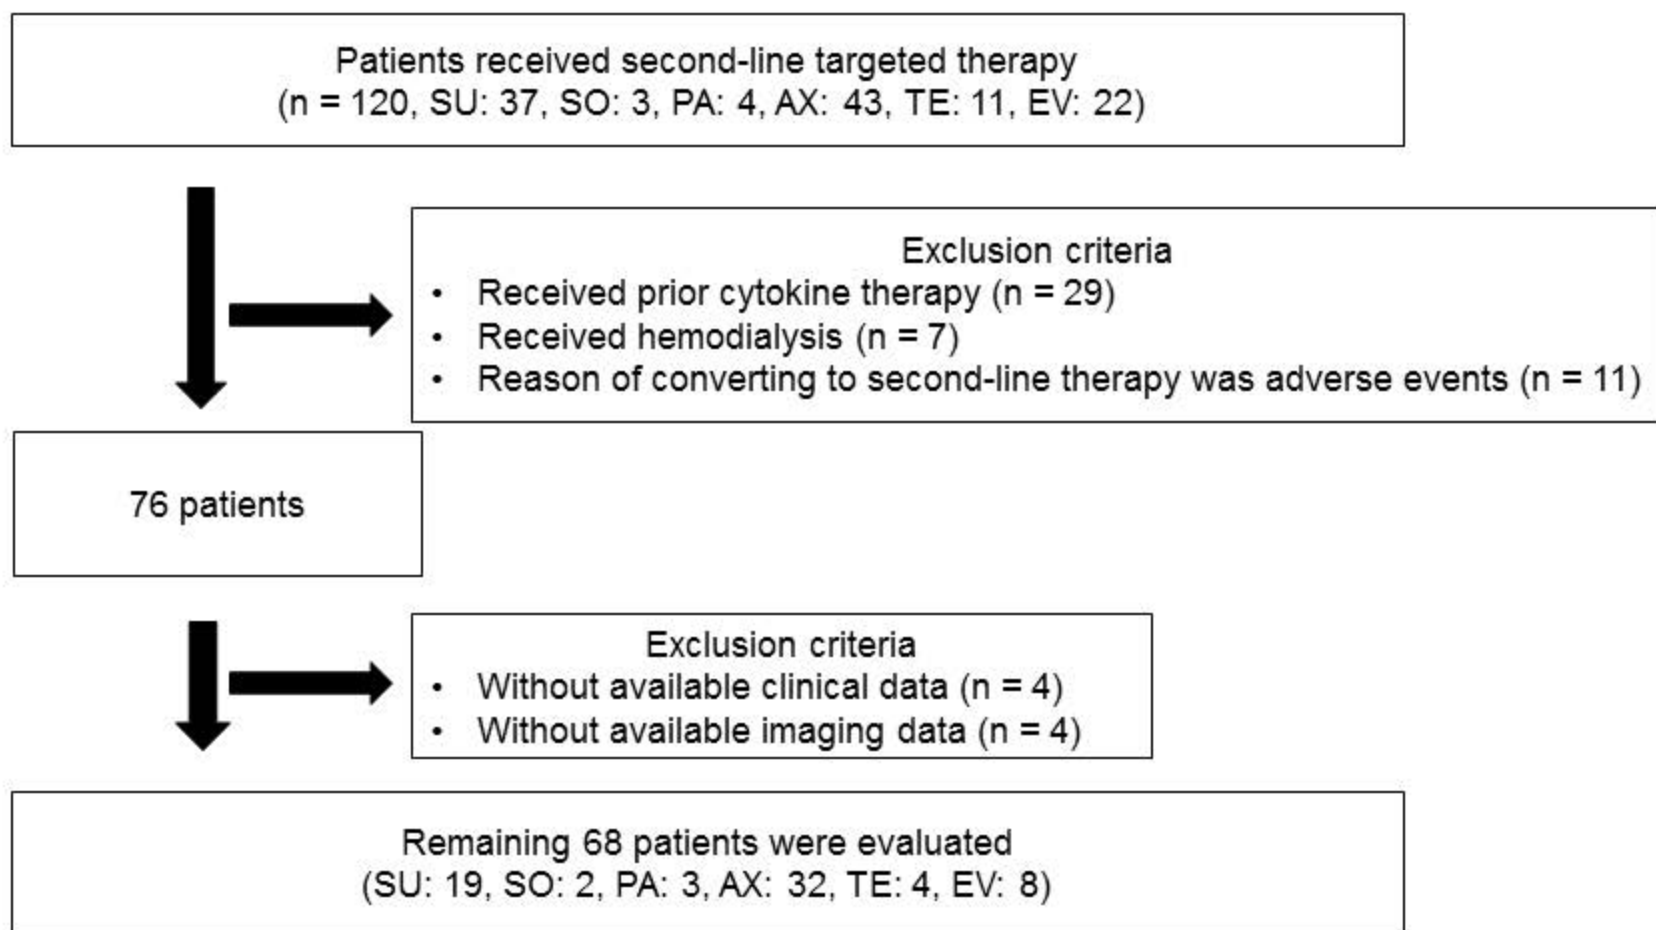 Patients received second-line targeted therapy
(n = 120, SU: 37, SO: 3, PA: 4, AX: 43, TE: 11, EV: 22)
Exclusion criteria
• Received prior cytokine therapy (n = 29)
• Received hemodialysis (n = 7)
• Reason of converting to second-line therapy was adverse events (n = 11)
76 patients
Exclusion criteria
• Without available clinical data (n = 4)
• Without available imaging data (n = 4)
Remaining 68 patients were evaluated
(SU: 19, SO: 2, PA: 3, AX: 32, TE: 4, EV: 8)